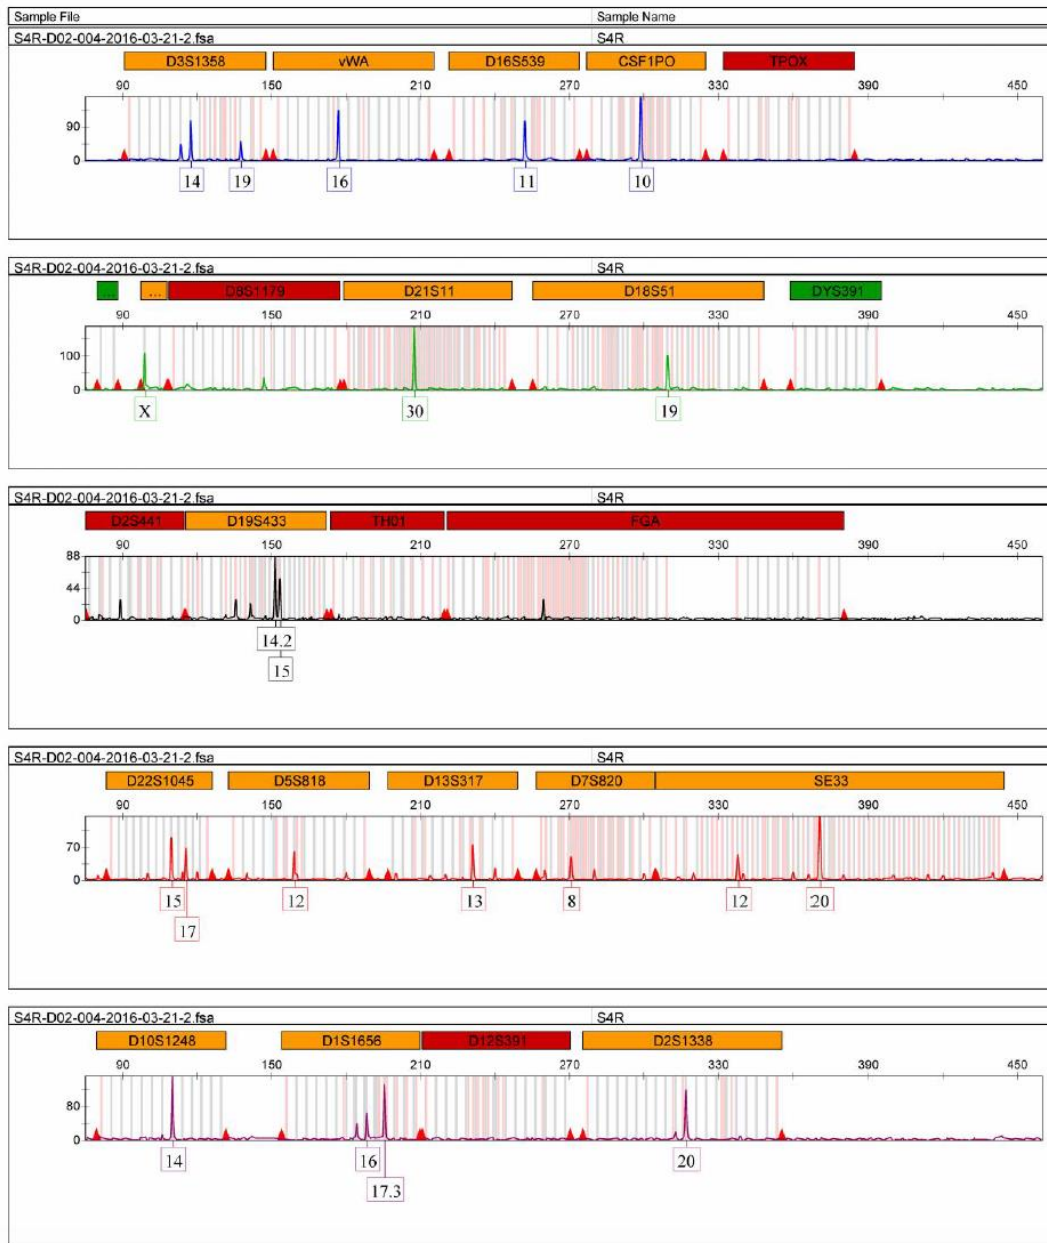 Sample File Sample Name
S4R-D02-004-2016-03-21-2.fsa S4R
D3S1358 vWA D16S539 CSF1PO TPOX
90 150 210 270 330 390 450
90
0
14 19 16 11 10
S4R-D02-004-2016-03-21-2.fsa S4R
... ... D8S1179 D21S11 D18S51 DYS391
90 150 210 270 330 390 450
100
0
X 30 19
S4R-D02-004-2016-03-21-2.fsa S4R
D2S441 D19S433 TH01 FGA
90 150 210 270 330 390 450
88
44
0
14.2
15
S4R-D02-004-2016-03-21-2.fsa S4R
D22S1045 D5S818 D13S317 D7S820 SE33
90 150 210 270 330 390 450
70
0
15 12 13 8 12 20
17
S4R-D02-004-2016-03-21-2.fsa S4R
D10S1248 D1S1656 D12S391 D2S1338
90 150 210 270 330 390 450
80
0
14 16 20
17.3